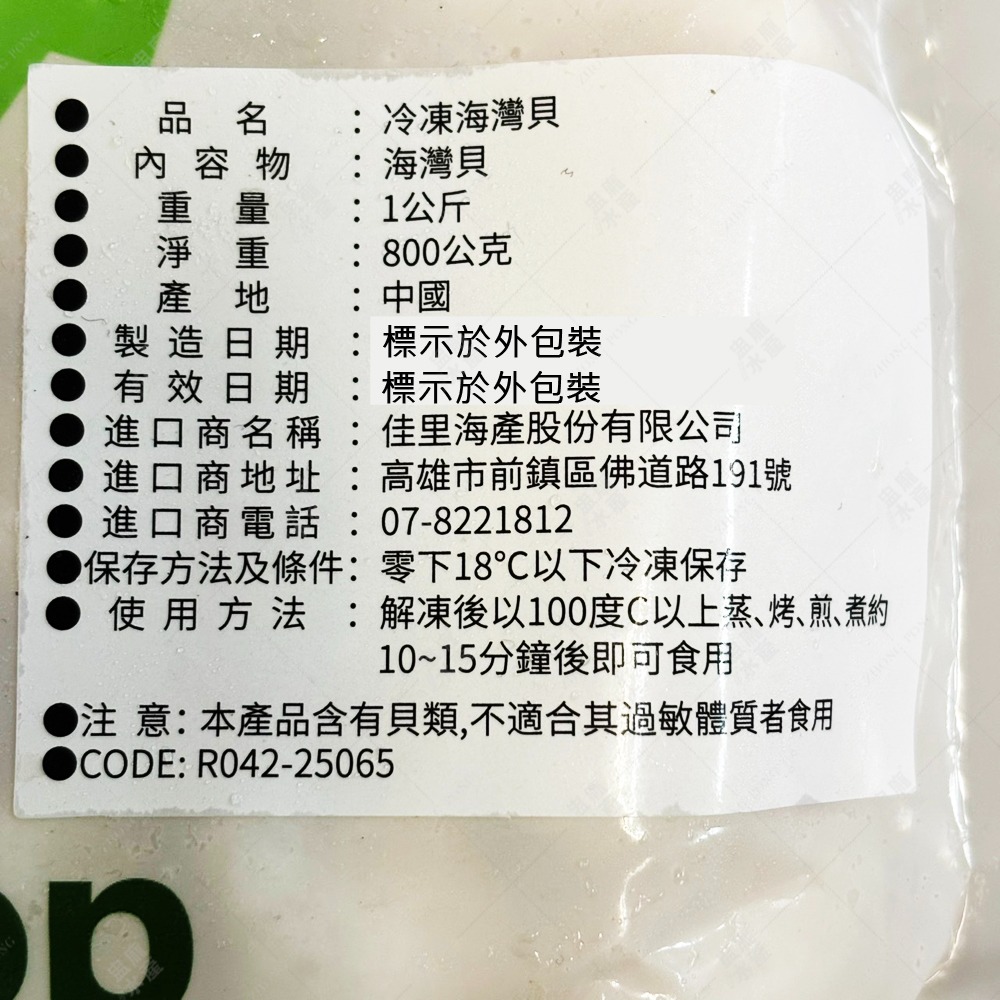 ●品名：冷凍海灣貝
●內容物：海灣貝
●重量：1公斤
●淨重：800公克
●產地：中國
●製造日期：標示於外包裝
●有效日期：標示於外包裝
●進口商名稱：佳里海產股份有限公司
●進口商地址：高雄市前鎮區佛道路191號
●進口商電話：07-8221812
●保存方法及條件：零下18℃以下冷凍保存
●使用方法：解凍後以100度C以上蒸、烤、煎、煮約
10~15分鐘後即可食用
●注意：本產品含有貝類,不適合其過敏體質者食用
●CODE: R042-25065